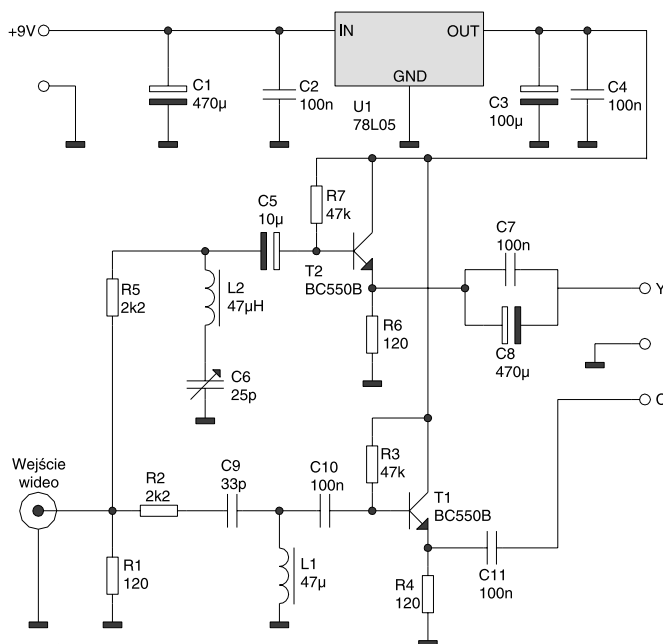 +9V
IN
OUT
GND
C1
470µ
C2
100n
U1
78L05
C3
100µ
C4
100n
R7
47k
C5
10µ
C7
100n
T2
BC550B
L2
47µH
R5
2k2
Y
R6
120
C8
470µ
C6
25p
C
Wejście
wideo
R2
2k2
C9
33p
C10
100n
R3
47k
T1
BC550B
R1
120
L1
47µ
R4
120
C11
100n